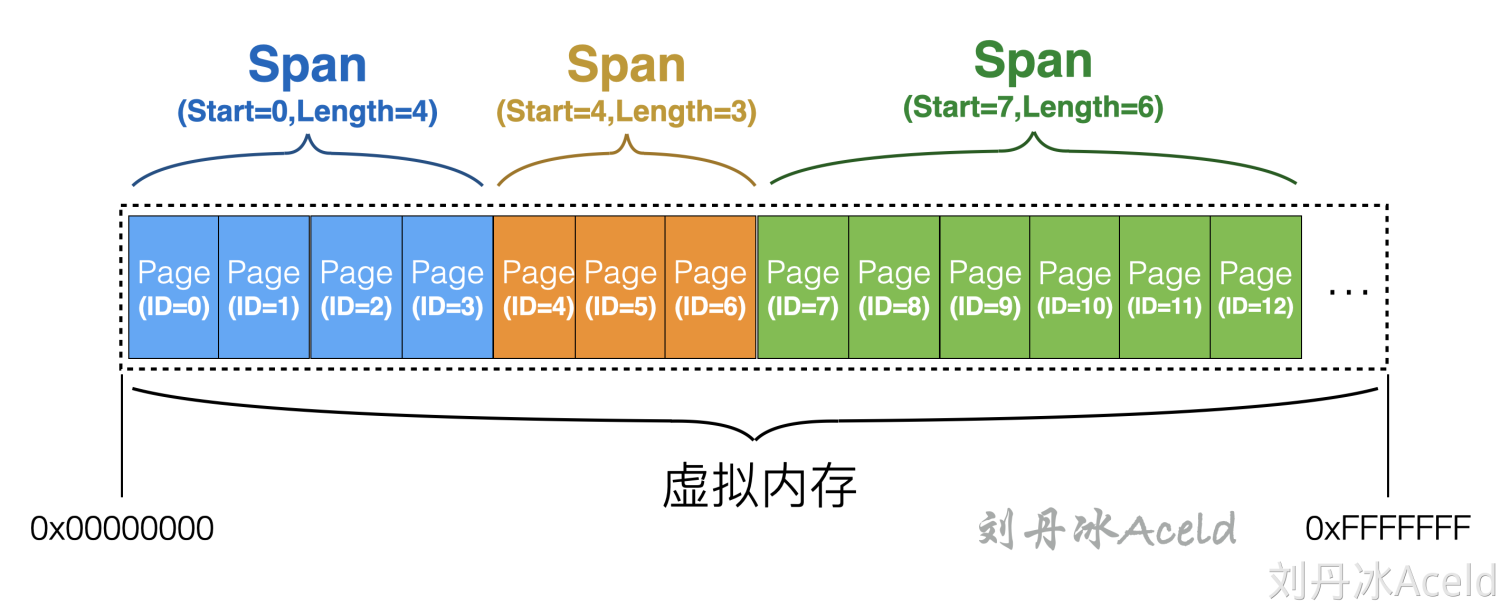 Span
(Start=0,Length=4)
Span
(Start=4,Length=3)
Span
(Start=7,Length=6)
Page
(ID=0)
Page
(ID=1)
Page
(ID=2)
Page
(ID=3)
Page
(ID=4)
Page
(ID=5)
Page
(ID=6)
Page
(ID=7)
Page
(ID=8)
Page
(ID=9)
Page
(ID=10)
Page
(ID=11)
Page
(ID=12)
...
虚拟内存
0x00000000
刘丹冰Aceld
0xFFFFFFF
刘丹冰Aceld